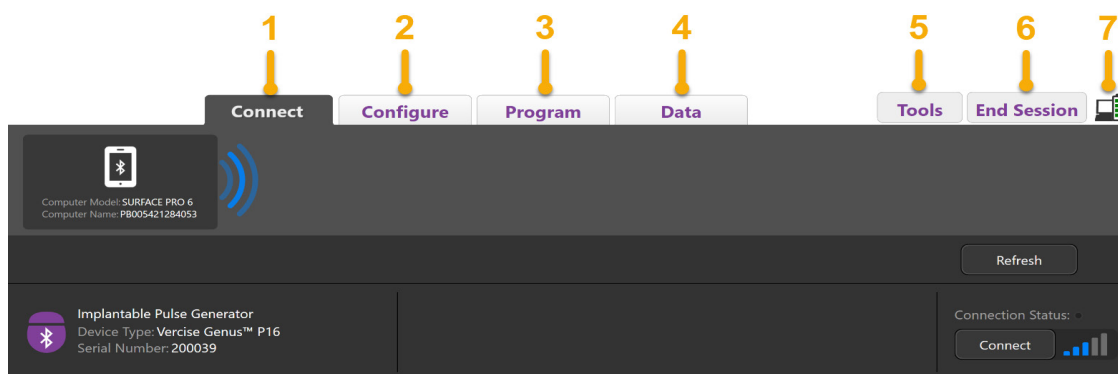 1 2 3 4 5 6 7
Connect Configure Program Data Tools End Session
Computer Model: SURFACE PRO 6
Computer Name: PB005421284053
Refresh
Implantable Pulse Generator
Device Type: Vercise Genus™ P16
Serial Number: 200039
Connection Status:
Connect